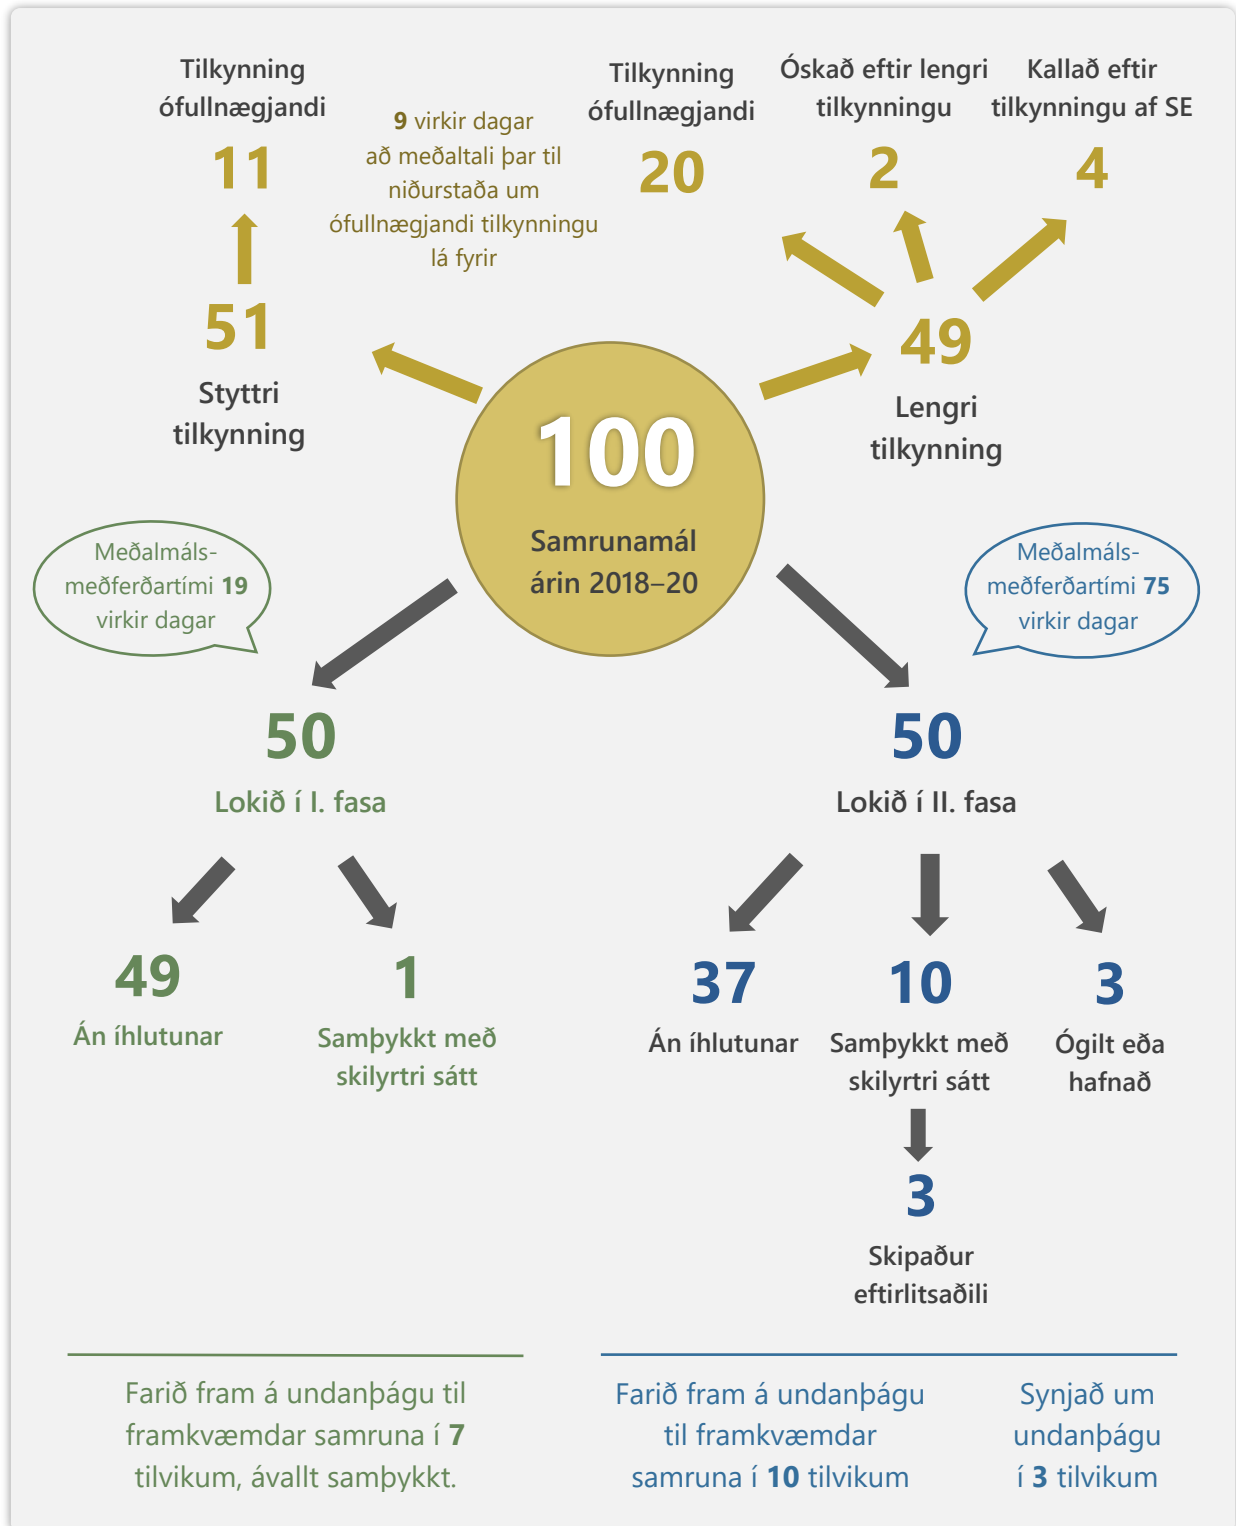 Tilkynning
ófullnægjandi
11
9 virkir dagar
að meðaltali þar til
niðurstaða um
ófullnægjandi tilkynningu
lá fyrir
Tilkynning
ófullnægjandi
20
Óskað eftir lengri
tilkynningu
2
Kallað eftir
tilkynningu af SE
4
51
Styttri
tilkynning
49
Lengri
tilkynning
100
Samrunamál
árin 2018–20
Meðalmáls-
meðferðartími 19
virkir dagar
Meðalmáls-
meðferðartími 75
virkir dagar
50
Lokið í I. fasa
50
Lokið í II. fasa
49
Án íhlutunar
1
Samþykkt með
skilyrtri sátt
37
Án íhlutunar
10
Samþykkt með
skilyrtri sátt
3
Ógilt eða
hafnað
3
Skipaður
eftirlitsaðili
Farið fram á undanþágu til
framkvæmdar samruna í 7
tilvikum, ávallt samþykkt.
Farið fram á undanþágu
til framkvæmdar
samruna í 10 tilvikum
Synjað um
undanþágu
í 3 tilvikum